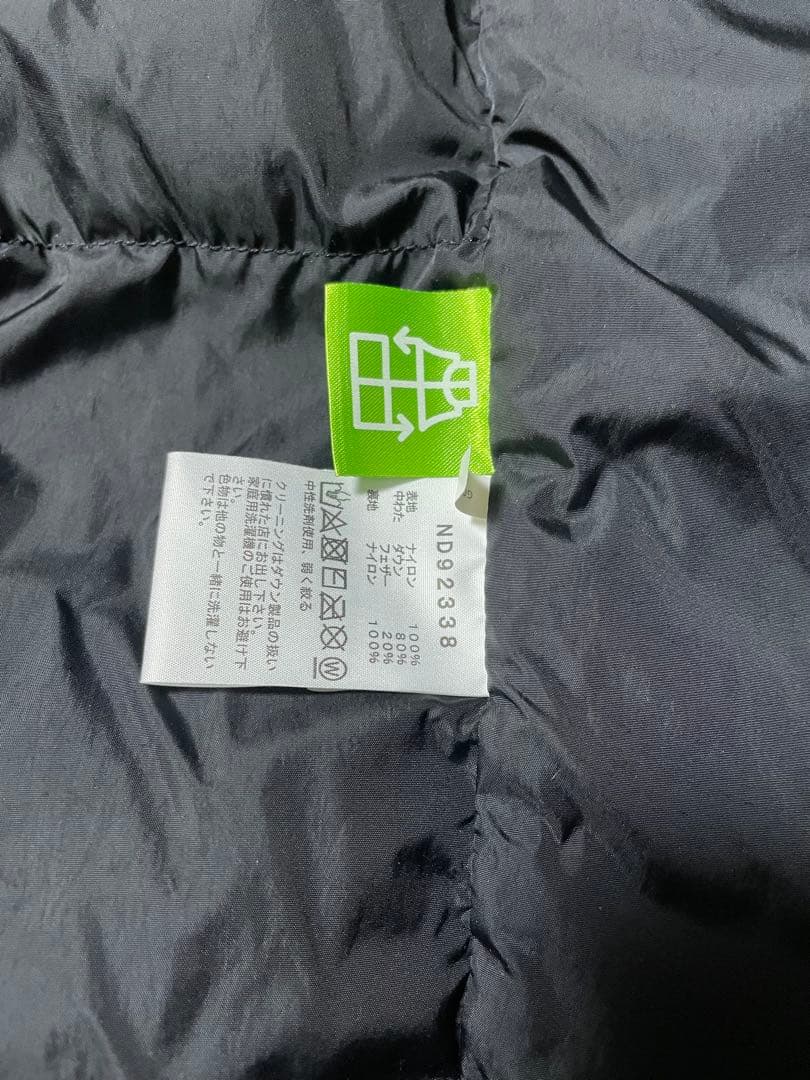 ND92338
表地 ナイロン 100%
中わた ダウン 80%
フェザー 20%
裏地 ナイロン 100%
W
中性洗剤使用、弱く絞る
クリーニングはダウン製品の扱い
に慣れた店にお出し下さい。
家庭用洗濯機のご使用はお避け下
さい。
色物は他の物と一緒に洗濯しない
で下さい。